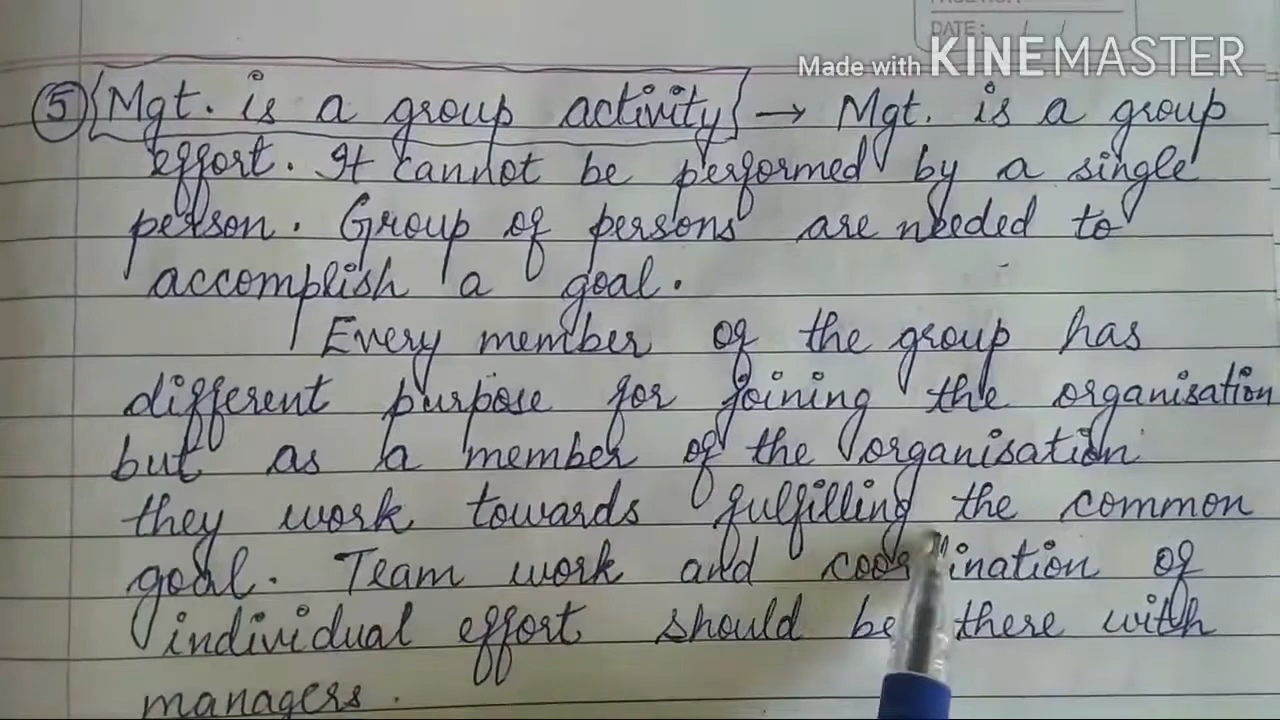 DATE: / /
Made with KINEMASTER
5 Mgt. is a group activity → Mgt. is a group
effort. It cannot be performed by a single
person. Group of persons are needed to
accomplish a goal.
Every member of the group has
different purpose for joining the organisation
but as a member of the organisation
they work towards fulfilling the common
goal. Team work and coordination of
individual effort should be there with
managers.